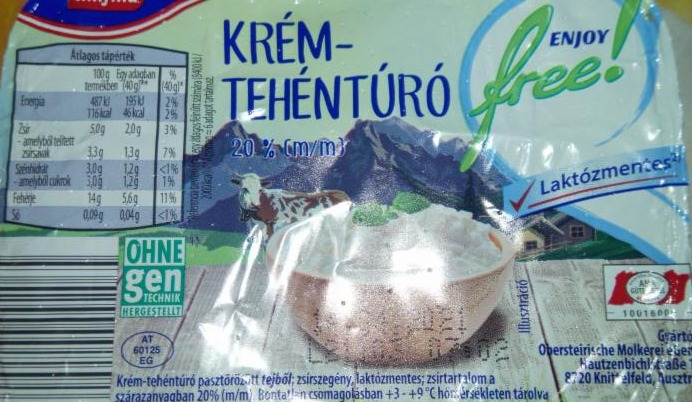 KRÉM-
TEHÉNTÚRÓ
20 % (m/m)
ENJOY
free!
Laktózmentes
Átlagos tápérték
100 g Egy adagban %
termékben (40 g)** (40 g)*
Energia 487 kJ 195 kJ 2%
116 kcal 46 kcal 2%
Zsír 5,0 g 2,0 g 3%
- amelyből telített
zsírsavak 3,3 g 1,3 g 7%
Szénhidrát 3,0 g 1,2 g <1%
- amelyből cukrok 3,0 g 1,2 g 1%
Fehérje 14 g 5,6 g 11%
Só 0,09 g 0,04 g <1%
OHNE
gen
TECHNIK
HERGESTELLT
AT
60125
EG
Illusztráció
Gyártó
Obersteirische Molkerei
Hautzenbichlstraße 1
8720 Knittelfeld, Ausztr
Krém-tehéntúró pasztőrözött tejből; zsírszegény, laktózmentes; zsírtartalom a
szárazanyagban 20% (m/m). Bontatlan csomagolásban +3 - +9 °C hőmérsékleten tárolva